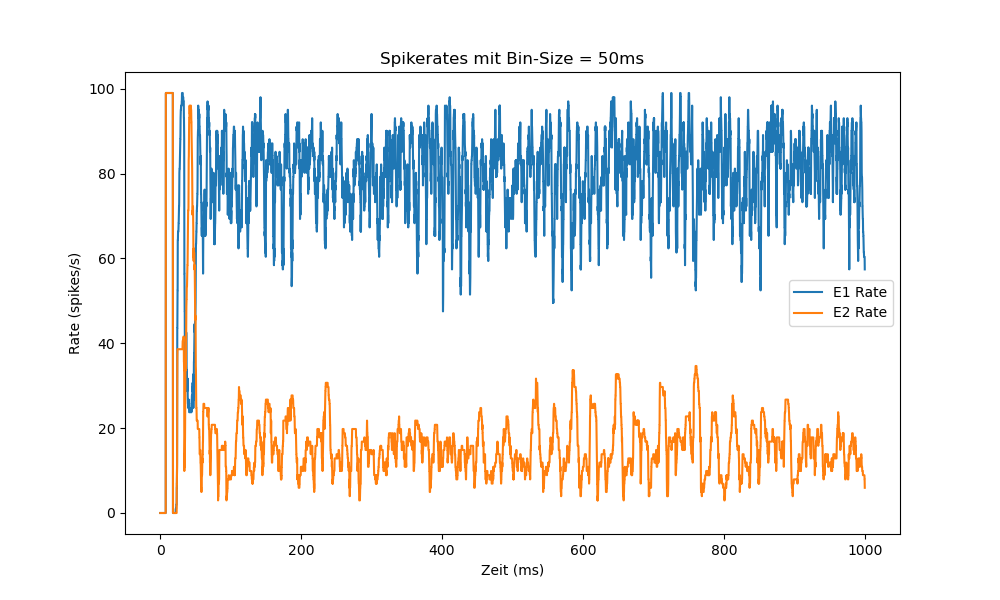 Spikerates mit Bin-Size = 50ms
100
80
60
40
20
0
Rate (spikes/s)
E1 Rate
E2 Rate
0 200 400 600 800 1000
Zeit (ms)